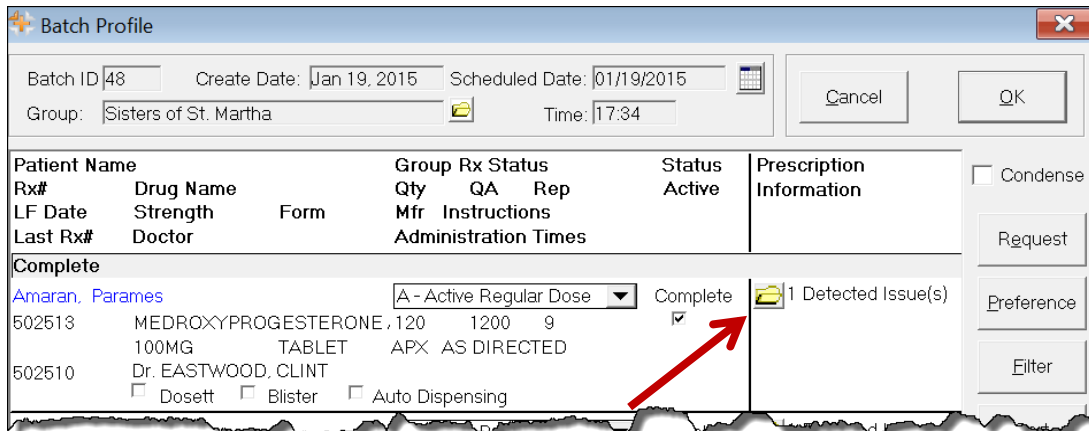 Batch Profile
Batch ID 48 Create Date: Jan 19, 2015 Scheduled Date: 01/19/2015
Cancel OK
Group: Sisters of St. Martha Time: 17:34
Patient Name Group Rx Status Status Prescription
Rx# Drug Name Qty QA Rep Active Information
LF Date Strength Form Mfr Instructions
Last Rx# Doctor Administration Times
Condense
Request
Complete
Amaran, Parames A - Active Regular Dose Complete 1 Detected Issue(s)
Preference
502513 MEDROXYPROGESTERONE 120 1200 9
100MG TABLET APX AS DIRECTED
502510 Dr. EASTWOOD, CLINT
Filter
Dosett Blister Auto Dispensing